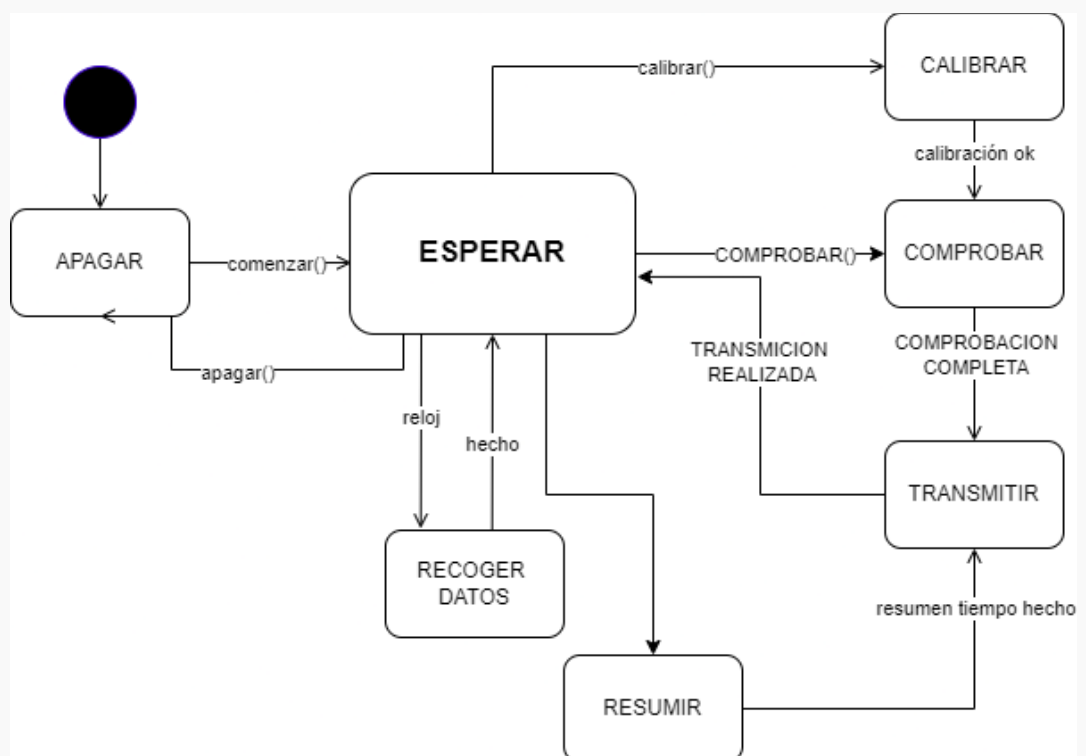 calibrar()
CALIBRAR
calibración ok
APAGAR
comenzar()
ESPERAR
COMPROBAR()
COMPROBAR
apagar()
reloj
hecho
TRANSMICION
REALIZADA
COMPROBACION
COMPLETA
TRANSMITIR
RECOGER
DATOS
resumen tiempo hecho
RESUMIR